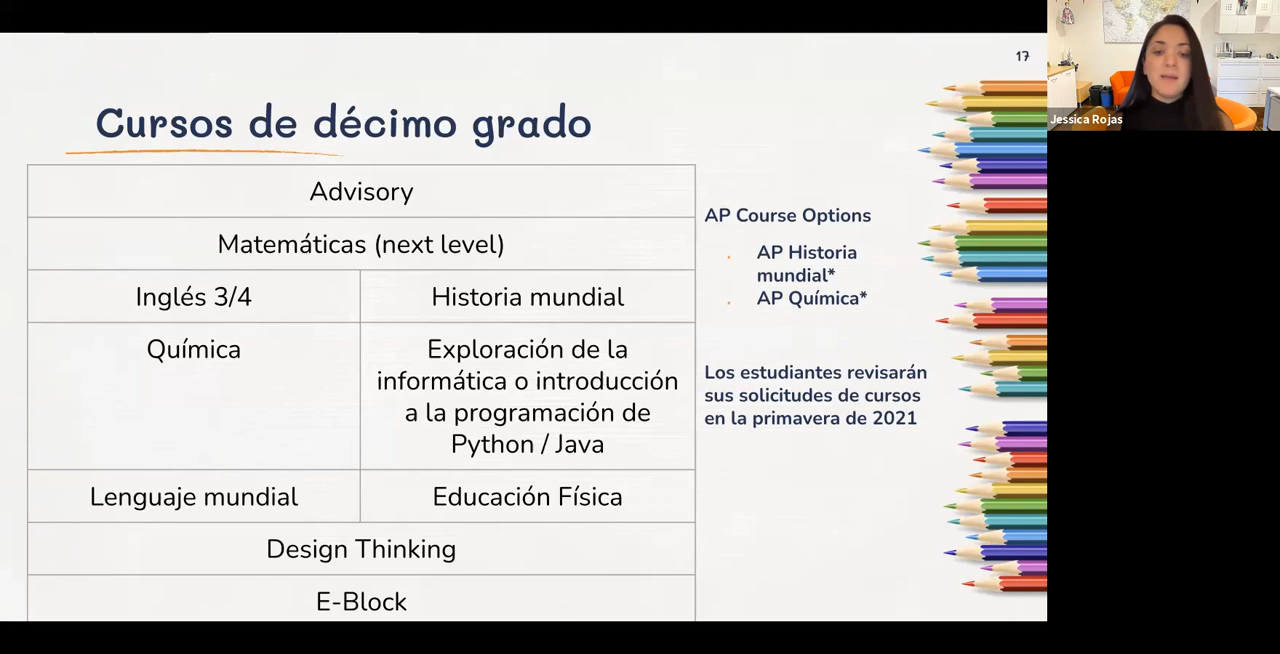 17
Jessica Rojas
Cursos de décimo grado
Advisory
Matemáticas (next level)
Inglés 3/4
Historia mundial
Química
Exploración de la
informática o introducción
a la programación de
Python / Java
Lenguaje mundial
Educación Física
Design Thinking
E-Block
AP Course Options
AP Historia
mundial*
AP Química*
Los estudiantes revisarán
sus solicitudes de cursos
en la primavera de 2021